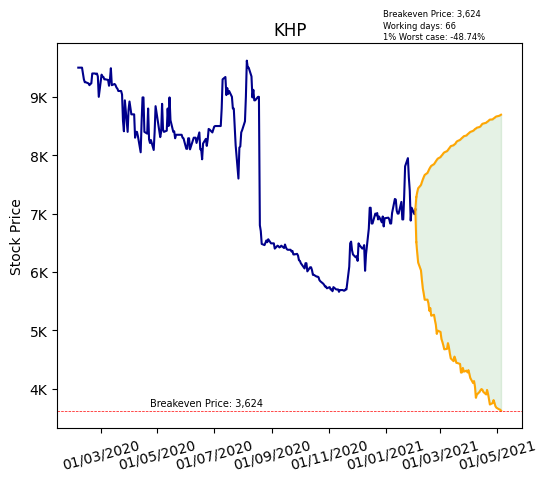 Breakeven Price: 3,624
Working days: 66
1% Worst case: -48.74%
KHP
Stock Price
9K
8K
7K
6K
5K
4K
Breakeven Price: 3,624
01/03/2020
01/05/2020
01/07/2020
01/09/2020
01/11/2020
01/01/2021
01/03/2021
01/05/2021